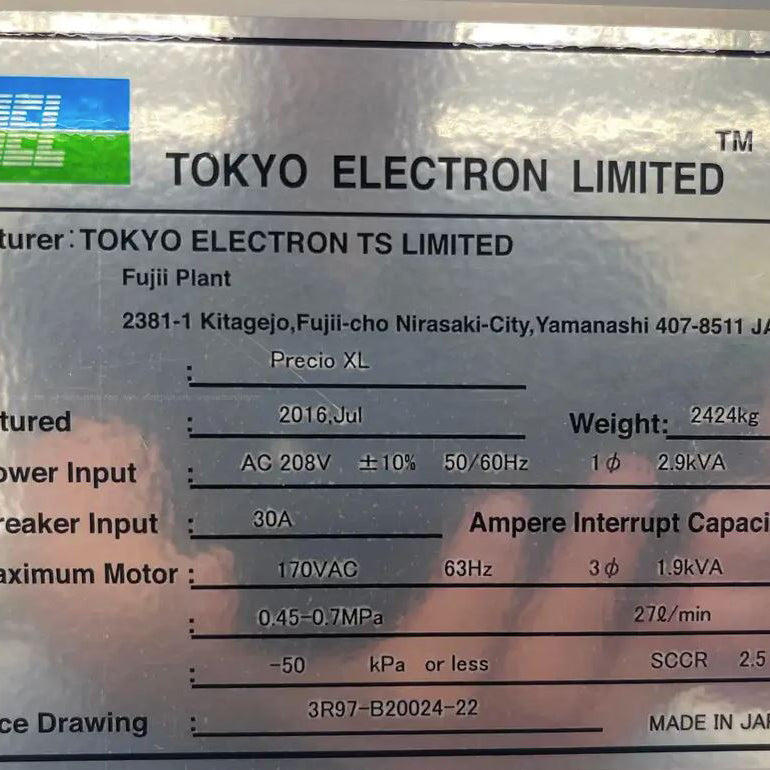 TEL
TM
TOKYO ELECTRON LIMITED
turer: TOKYO ELECTRON TS LIMITED
Fujii Plant
2381-1 Kitagejo,Fujii-cho Nirasaki-City,Yamanashi 407-8511 JA
: Precio XL
tured : 2016,Jul Weight: 2424kg
ower Input : AC 208V ±10% 50/60Hz 1ϕ 2.9kVA
reaker Input : 30A Ampere Interrupt Capaci
aximum Motor : 170VAC 63Hz 3ϕ 1.9kVA
: 0.45-0.7MPa 27ℓ/min
: -50 kPa or less SCCR 2.5
ce Drawing : 3R97-B20024-22 MADE IN JAP